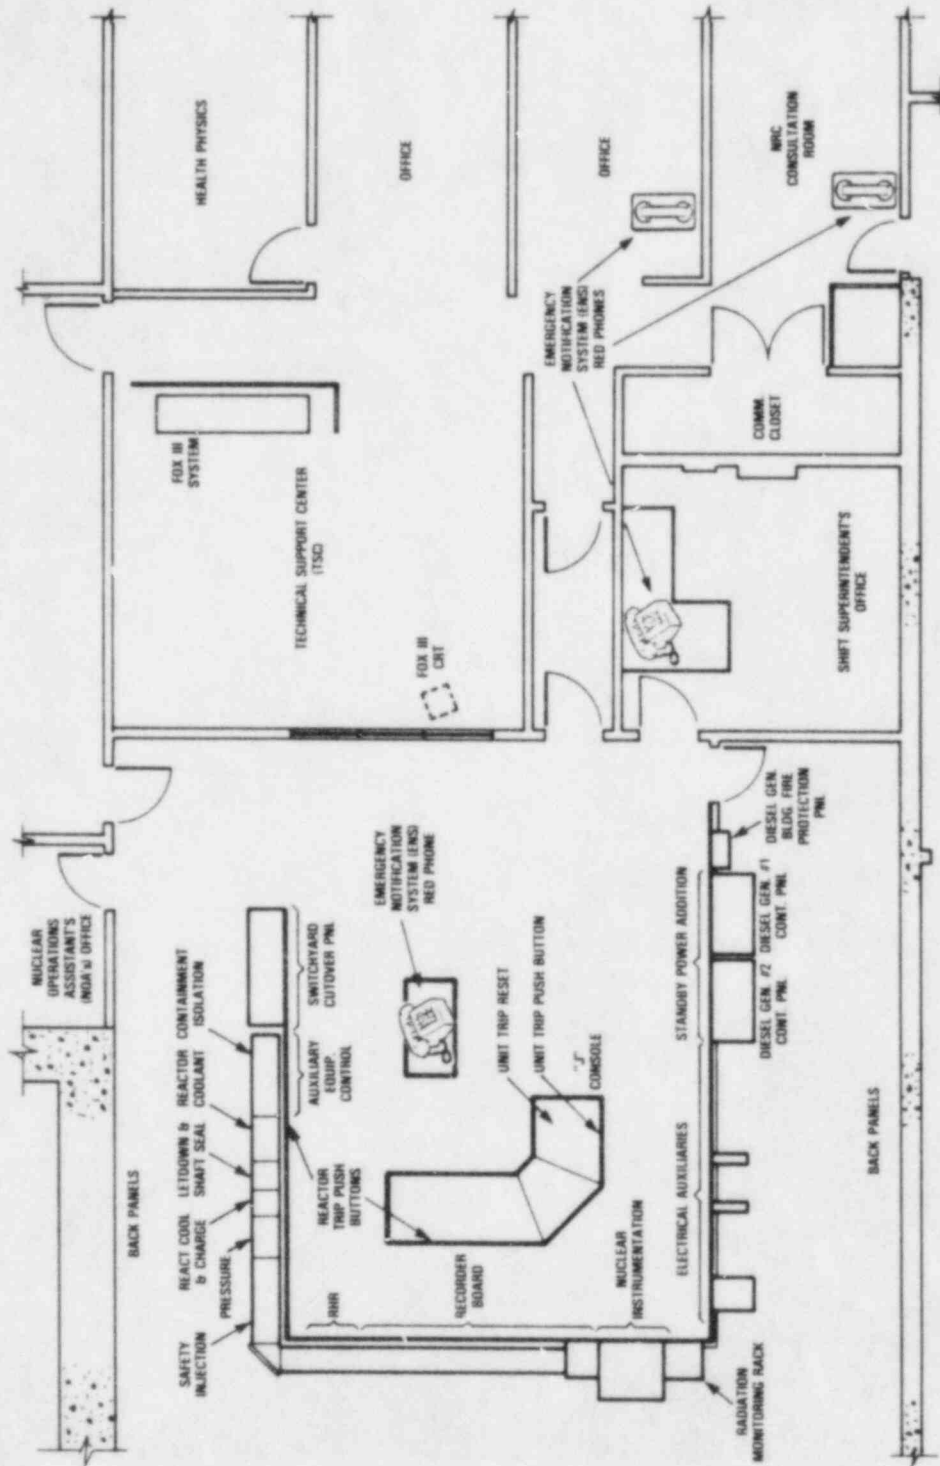 HEALTH PHYSICS
OFFICE
OFFICE
NRC
CONSULTATION
ROOM
EMERGENCY
NOTIFICATION
SYSTEM (ENS)
RED PHONES
FOX III
SYSTEM
TECHNICAL SUPPORT CENTER
(TSC)
FOX III
CRT
COMM.
CLOSET
SHIFT SUPERINTENDENT'S
OFFICE
NUCLEAR
OPERATIONS
ASSISTANT'S
(NOA's) OFFICE
EMERGENCY
NOTIFICATION
SYSTEM (ENS)
RED PHONE
DIESEL GEN.
BLDG. FIRE
PROTECTION
PNL
BACK PANELS
SAFETY
INJECTION
PRESSURE
REACT COOL
& CHARGE
LETDOWN &
SHAFT SEAL
REACTOR
COOLANT
CONTAINMENT
ISOLATION
AUXILIARY
EQUIP.
CONTROL
SWITCHYARD
CUTOVER PNL
REACTOR
TRIP PUSH
BUTTONS
RHR
RECORDER
BOARD
NUCLEAR
INSTRUMENTATION
UNIT TRIP RESET
UNIT TRIP PUSH BUTTON
"J"
CONSOLE
ELECTRICAL AUXILIARIES
STANDBY POWER ADDITION
DIESEL GEN. #2
CONT. PNL
DIESEL GEN. #1
CONT. PNL
RADIATION
MONITORING RACK
BACK PANELS